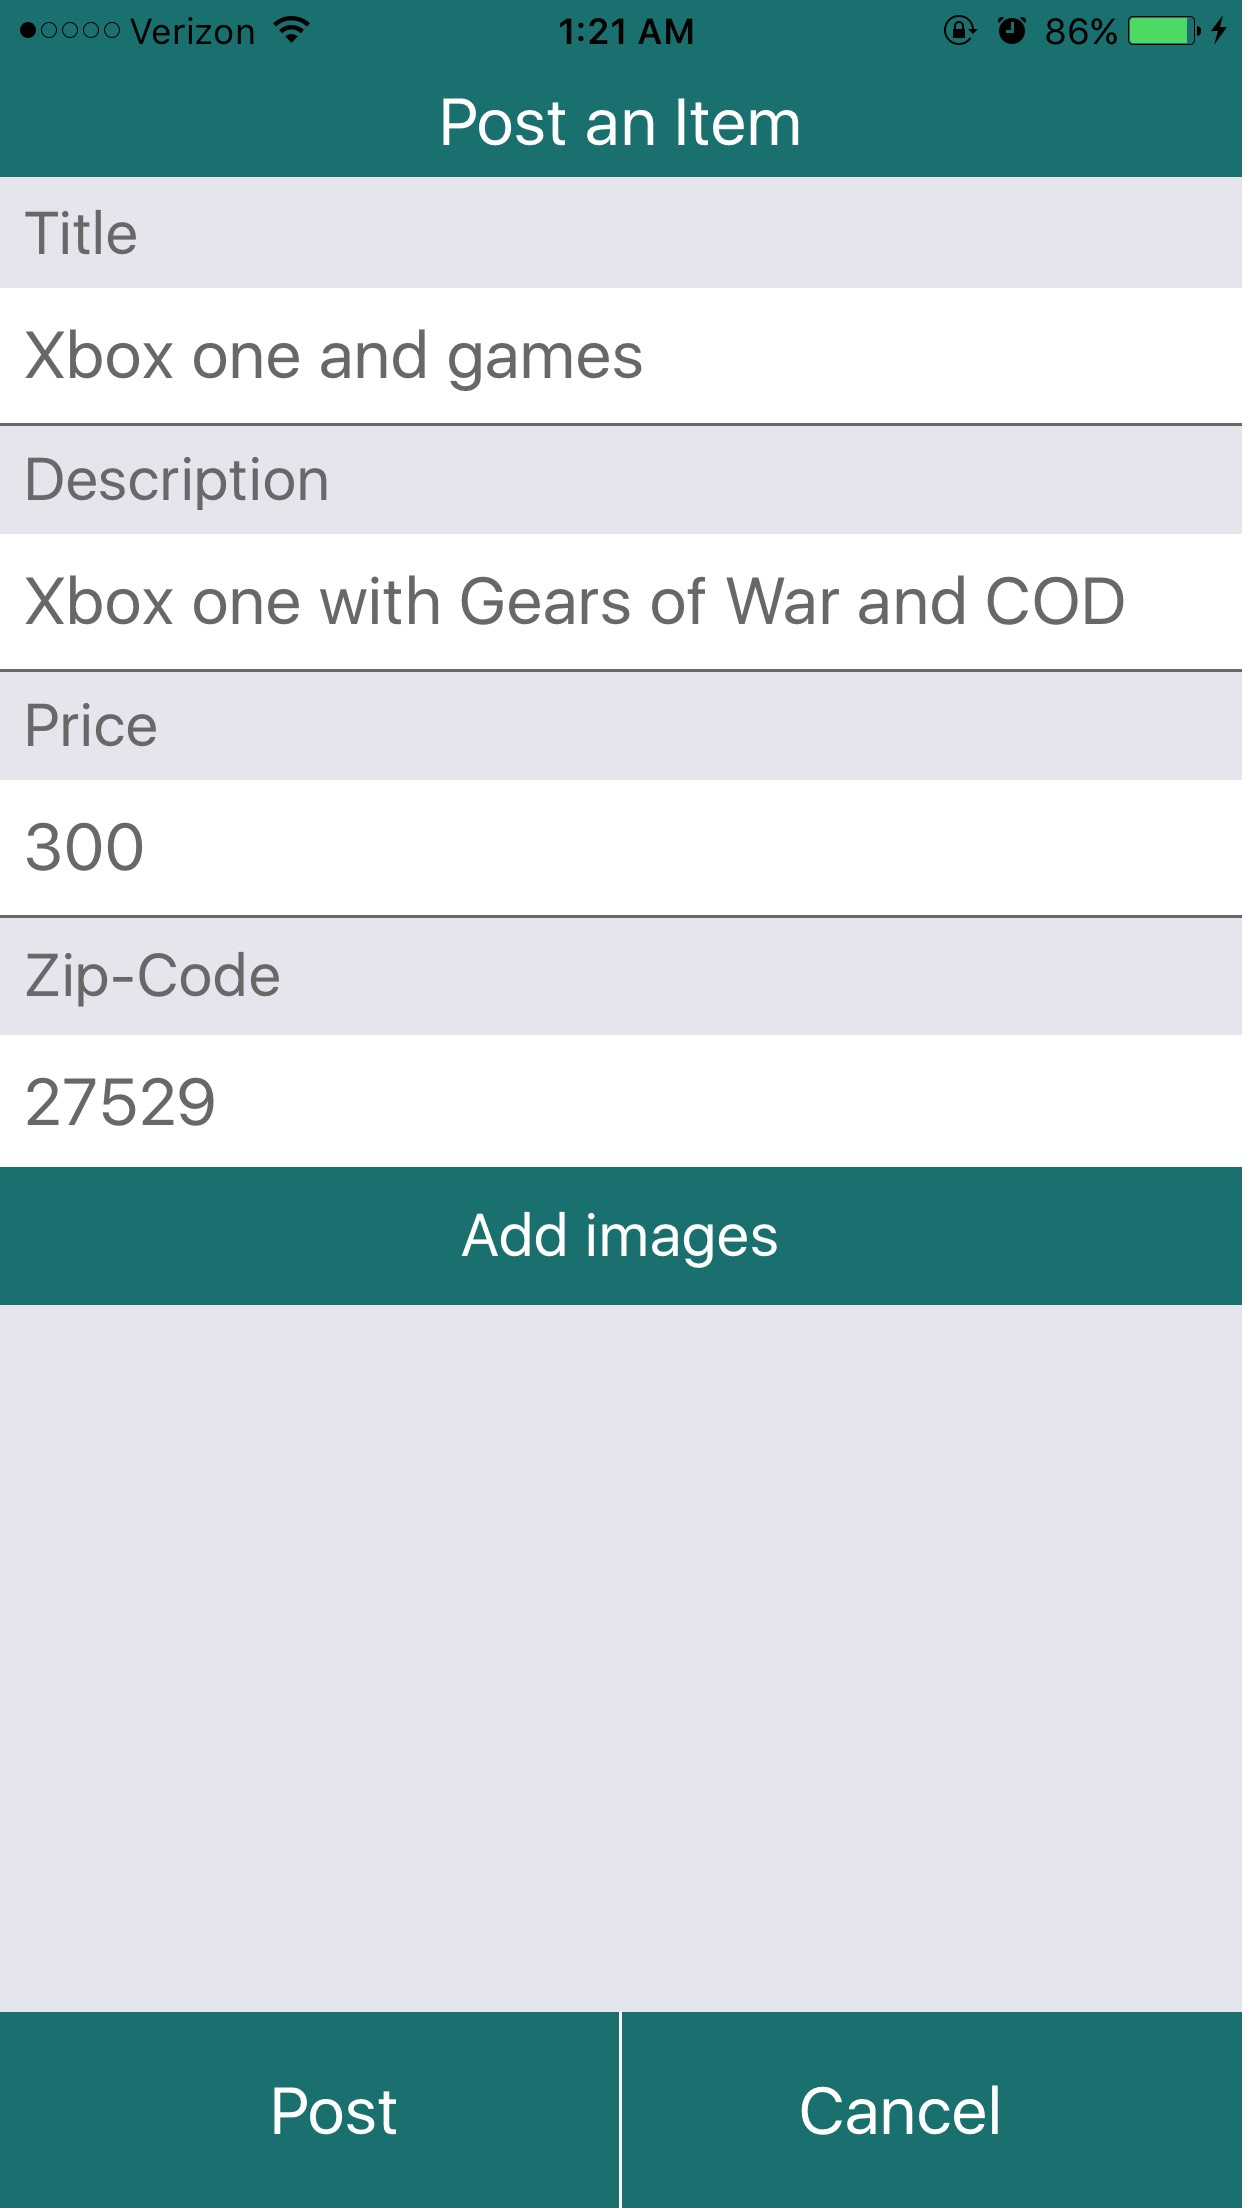 Verizon 1:21 AM 86%
Post an Item
Title
Xbox one and games
Description
Xbox one with Gears of War and COD
Price
300
Zip-Code
27529
Add images
Post Cancel